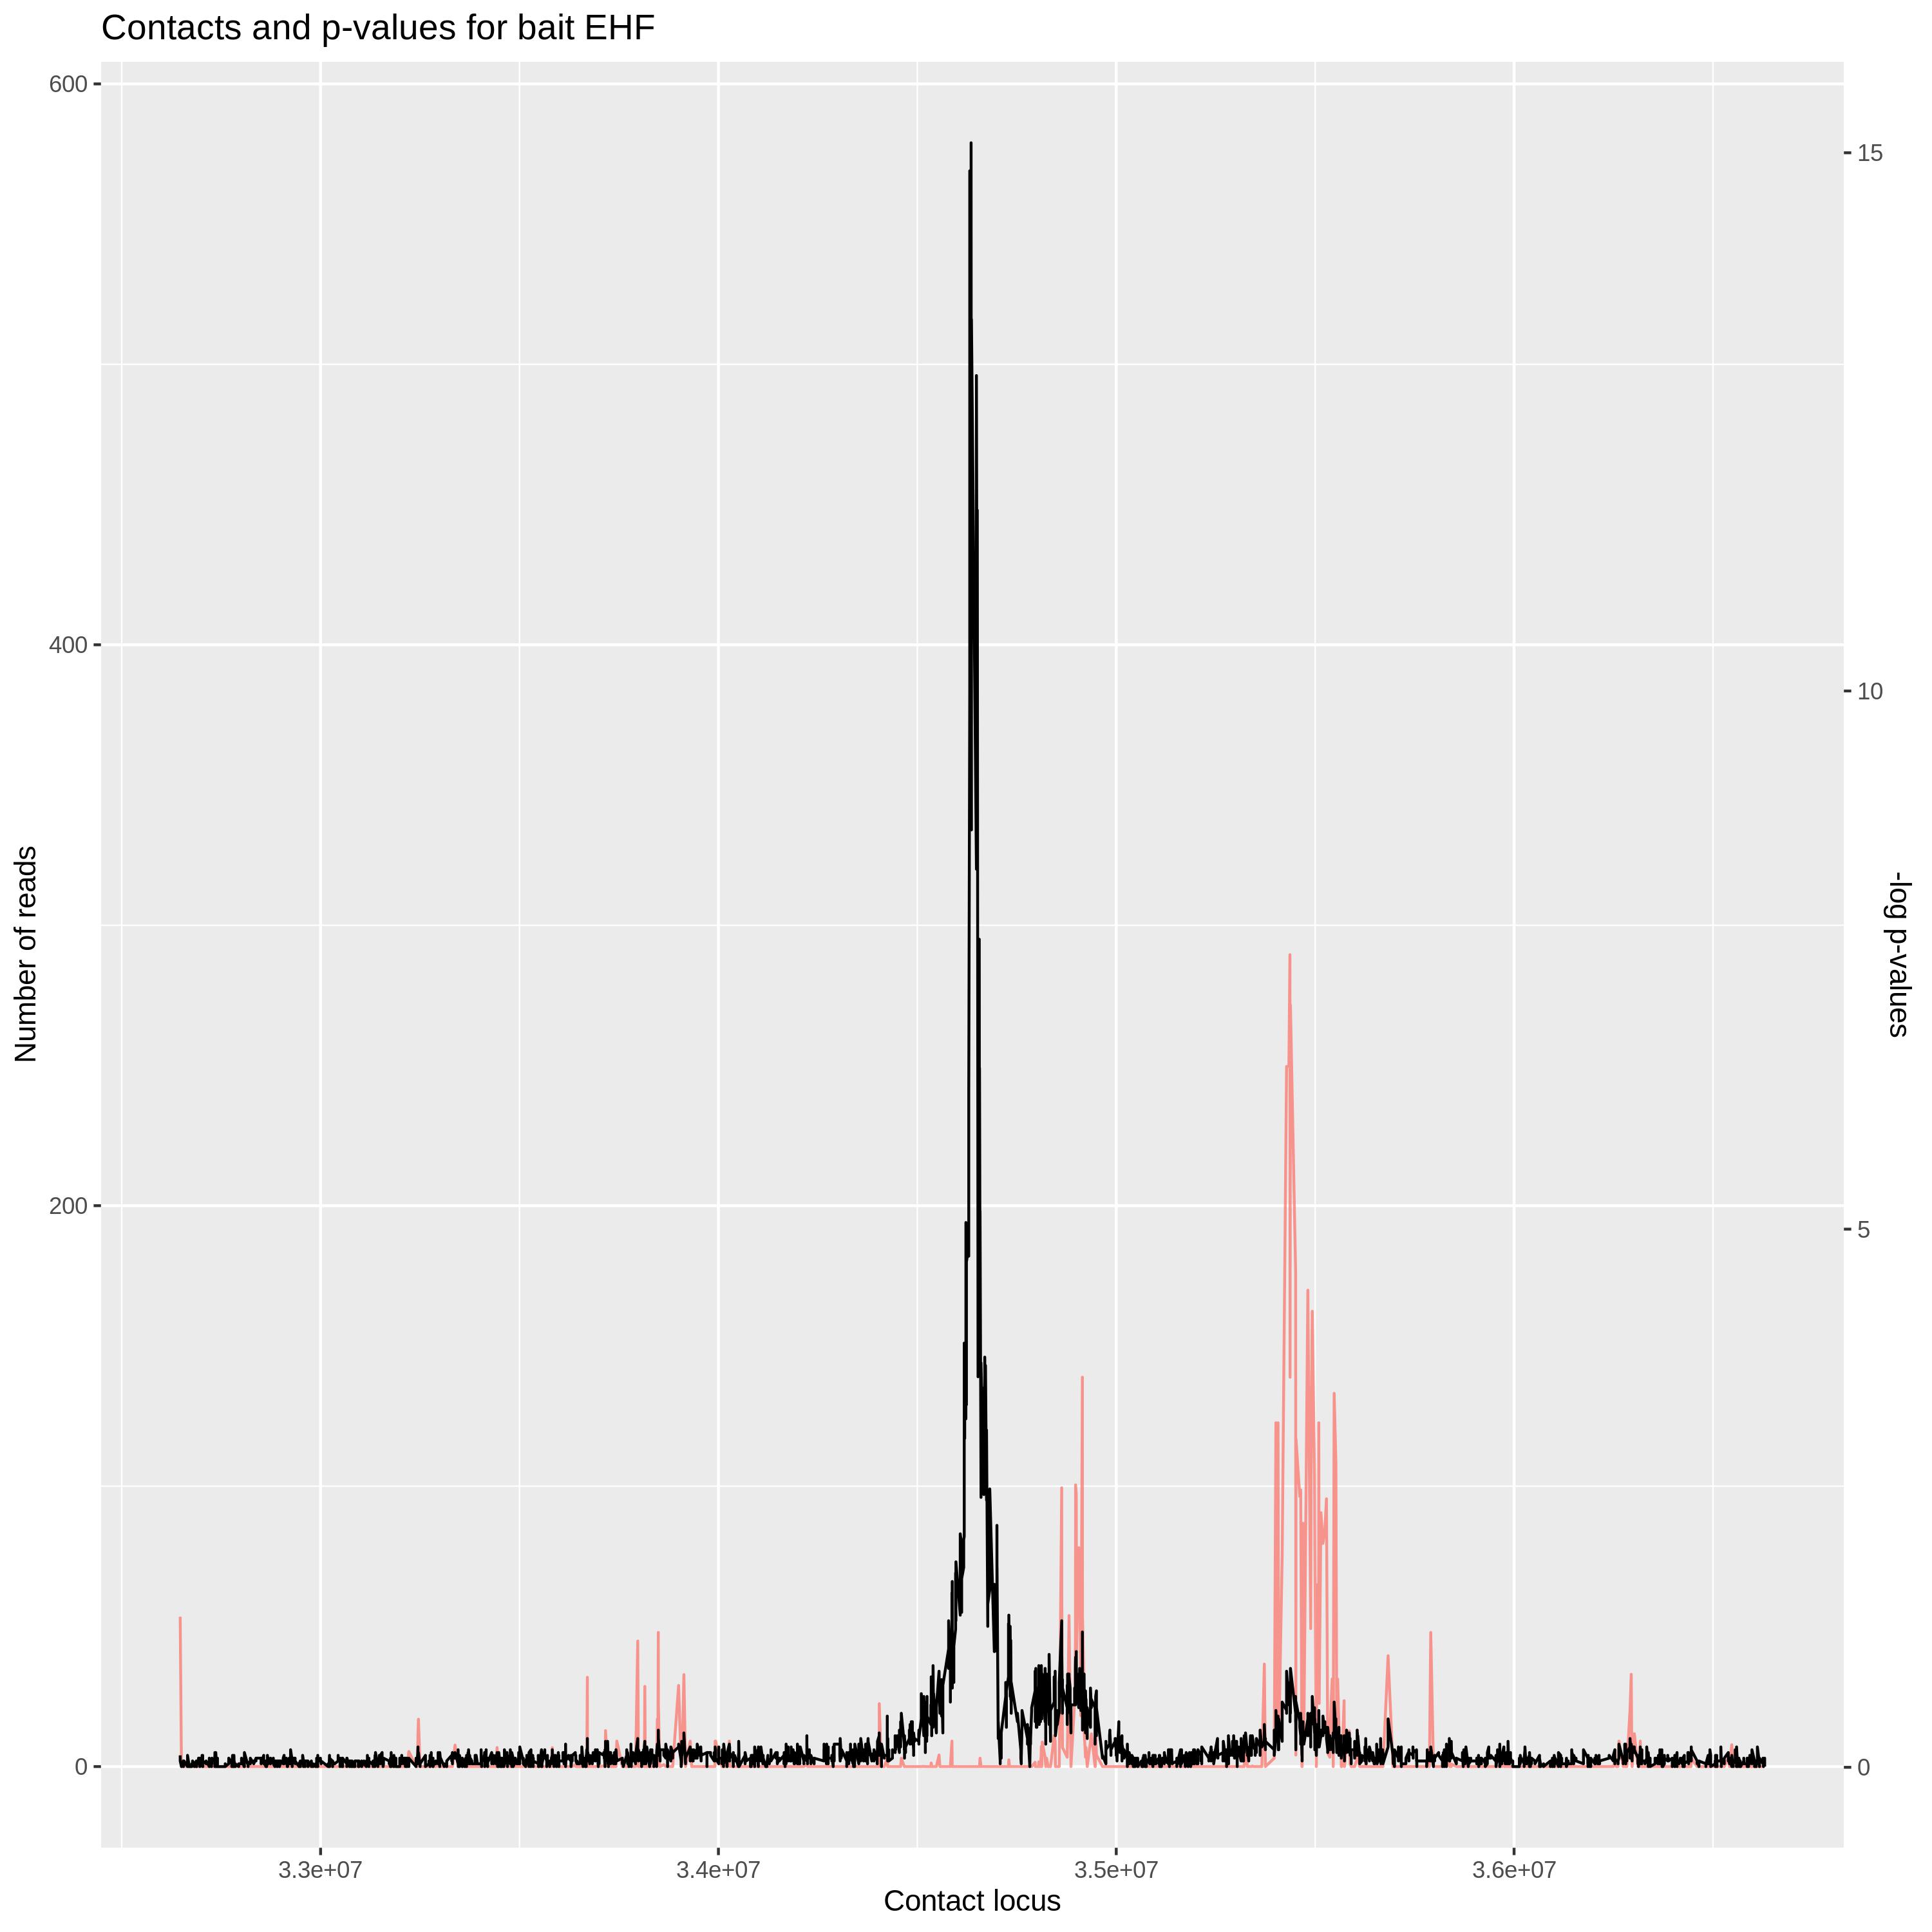 Contacts and p-values for bait EHF
600
400
200
0
15
10
5
0
Number of reads
-log p-values
3.3e+07 3.4e+07 3.5e+07 3.6e+07
Contact locus